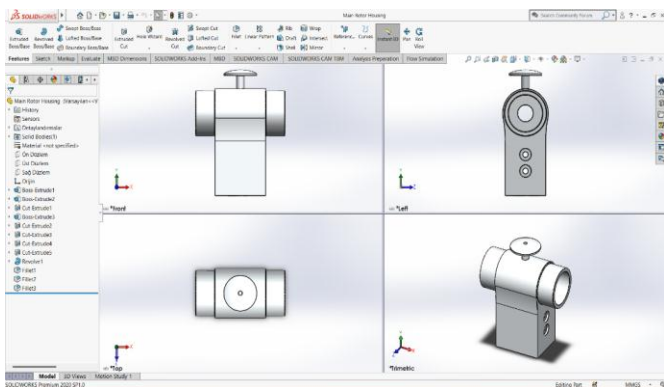 SOLIDWORKS
Main Rotor Housing
Search Community Forum
Extruded Boss/Base
Revolved Boss/Base
Swept Boss/Base
Lofted Boss/Base
Boundary Boss/Base
Extruded Cut
Hole Wizard
Revolved Cut
Swept Cut
Lofted Cut
Boundary Cut
Fillet
Linear Pattern
Rib
Draft
Shell
Wrap
Intersect
Mirror
Reference...
Curves
Instant3D
Roll View
Features
Sketch
Markup
Evaluate
MBD Dimensions
SOLIDWORKS Add-Ins
MBD
SOLIDWORKS CAM
SOLIDWORKS CAM TBM
Analysis Preparation
Flow Simulation
Main Rotor Housing
History
Sensors
Solid Bodies(1)
Material <not specified>
Ön Düzlem
Üst Düzlem
Sağ Düzlem
Orijin
Boss-Extrude1
Boss-Extrude2
Cut-Extrude1
Boss-Extrude3
Cut-Extrude2
Cut-Extrude3
Cut-Extrude4
Cut-Extrude5
Revolve1
Fillet1
Fillet2
Fillet3
*Front
*Left
*Top
*Trimetric
Model
3D Views
Motion Study 1
SOLIDWORKS Premium 2020 SP1.0
Editing Part
MMGS